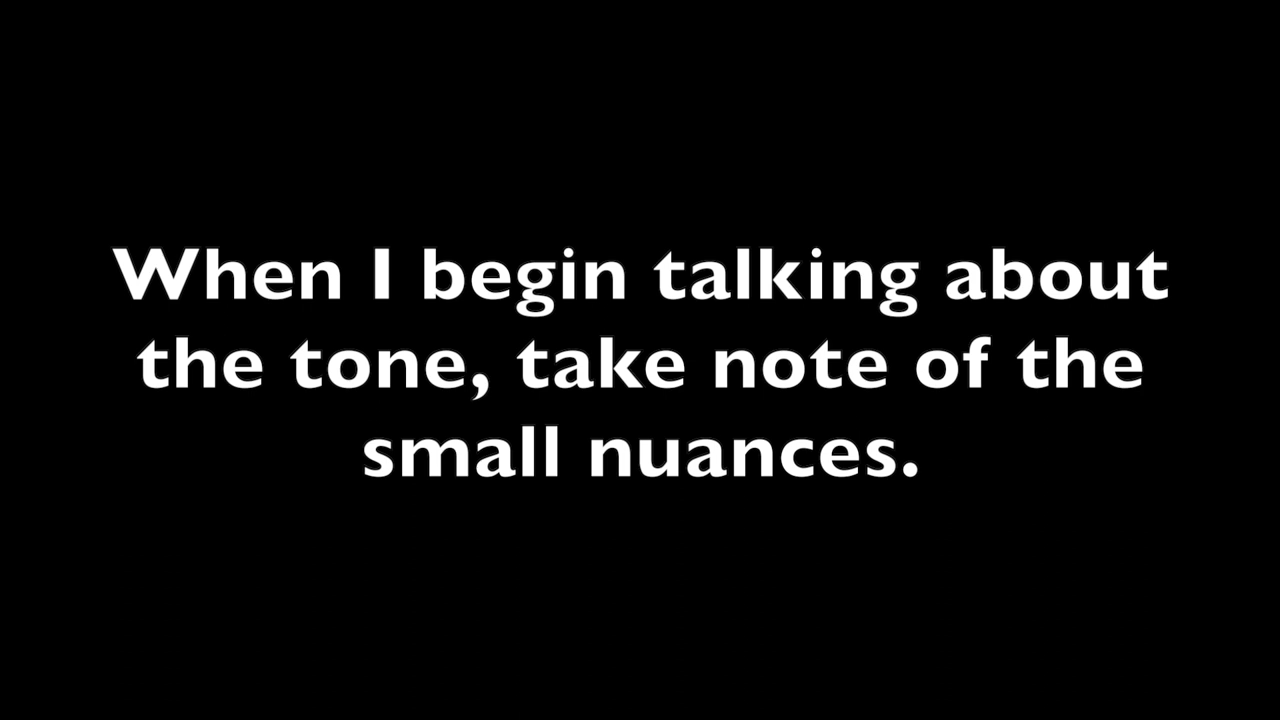 When I begin talking about
the tone, take note of the
small nuances.